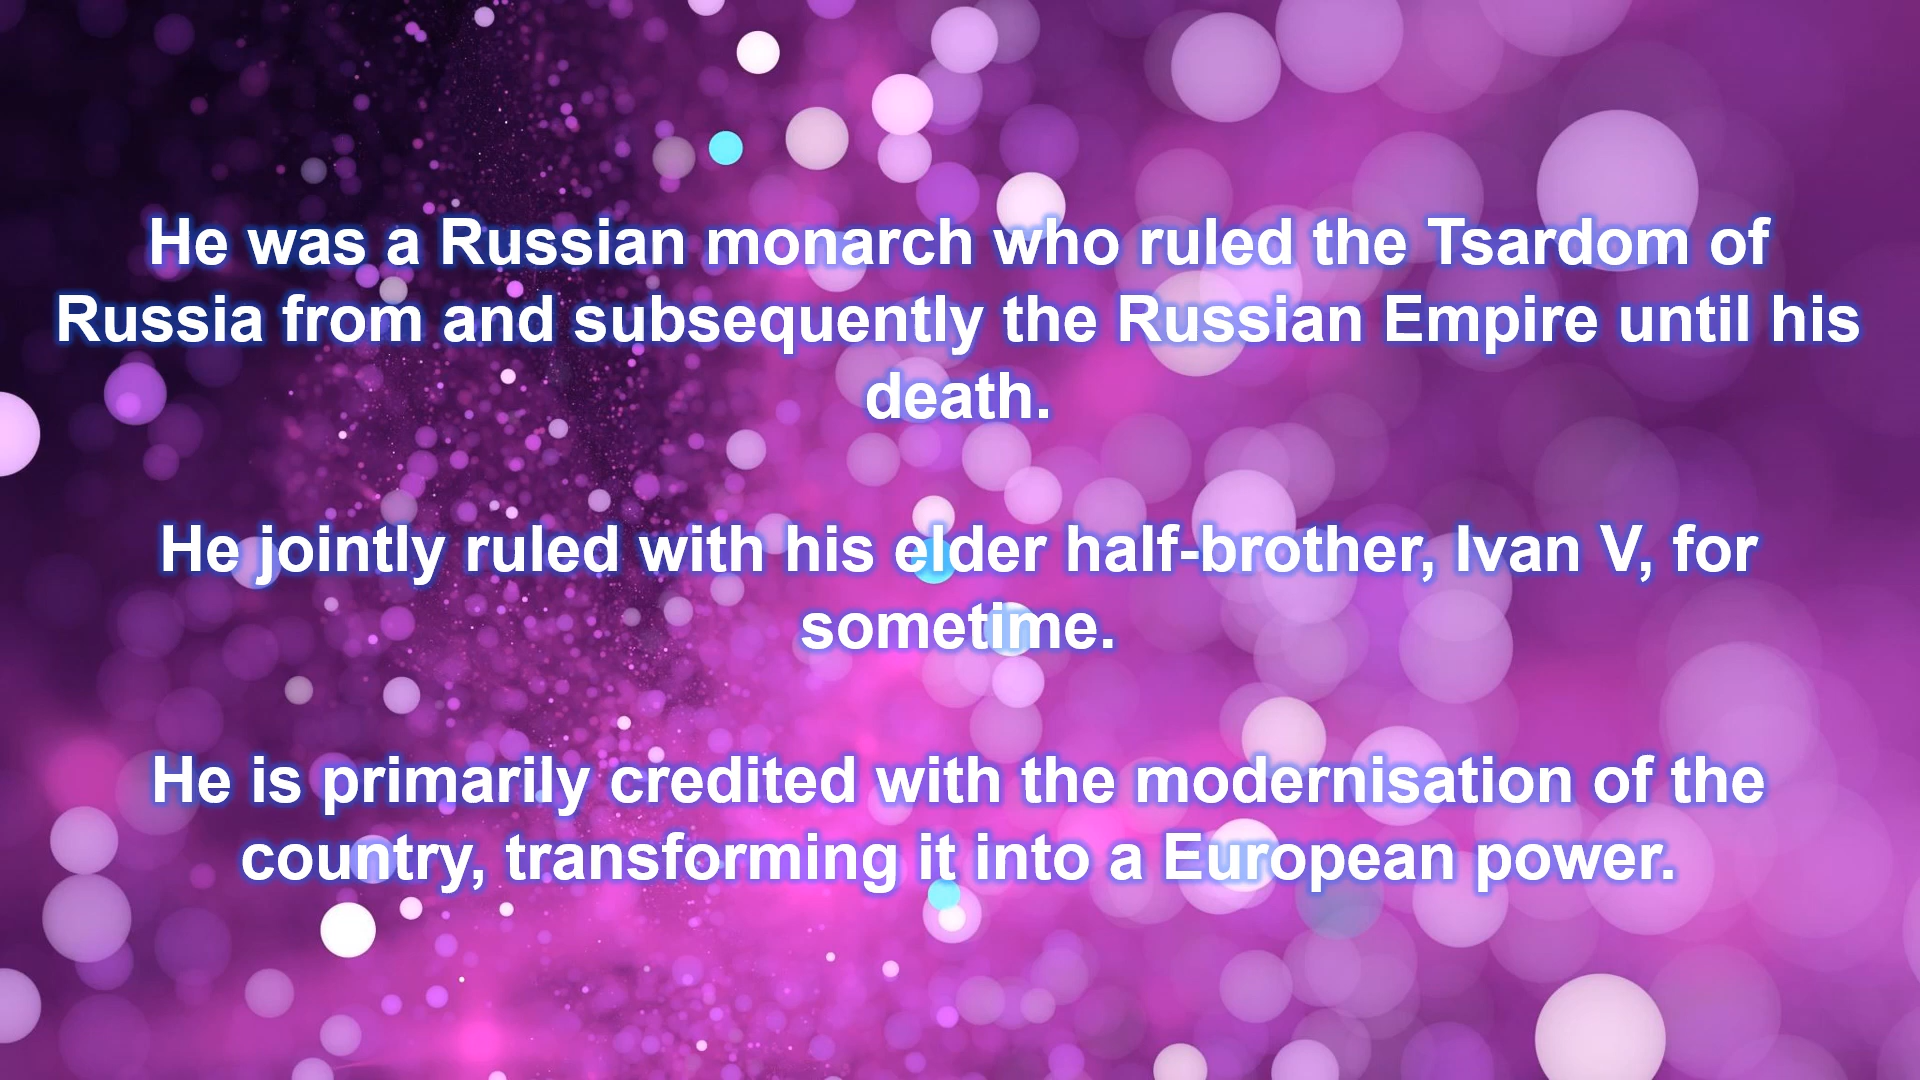 He was a Russian monarch who ruled the Tsardom of
Russia from and subsequently the Russian Empire until his
death.
He jointly ruled with his elder half-brother, Ivan V, for
sometime.
He is primarily credited with the modernisation of the
country, transforming it into a European power.